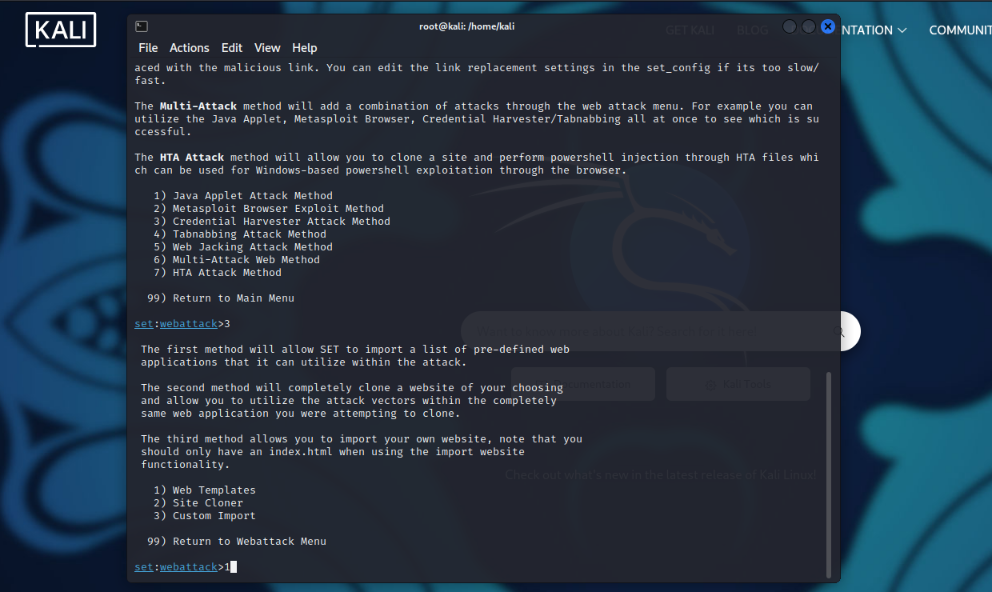 KALI
root@kali: /home/kali
GET KALI
BLOG
NTATION
COMMUNIT
File Actions Edit View Help
aced with the malicious link. You can edit the link replacement settings in the set_config if its too slow/
fast.
The Multi-Attack method will add a combination of attacks through the web attack menu. For example you can
utilize the Java Applet, Metasploit Browser, Credential Harvester/Tabnabbing all at once to see which is su
ccessful.
The HTA Attack method will allow you to clone a site and perform powershell injection through HTA files whi
ch can be used for Windows-based powershell exploitation through the browser.
1) Java Applet Attack Method
2) Metasploit Browser Exploit Method
3) Credential Harvester Attack Method
4) Tabnabbing Attack Method
5) Web Jacking Attack Method
6) Multi-Attack Web Method
7) HTA Attack Method
99) Return to Main Menu
set:webattack>3
The first method will allow SET to import a list of pre-defined web
applications that it can utilize within the attack.
The second method will completely clone a website of your choosing
and allow you to utilize the attack vectors within the completely
same web application you were attempting to clone.
Kali Tools
The third method allows you to import your own website, note that you
should only have an index.html when using the import website
functionality.
Check out what's new in the latest release of Kali Linux!
1) Web Templates
2) Site Cloner
3) Custom Import
99) Return to Webattack Menu
set:webattack>1